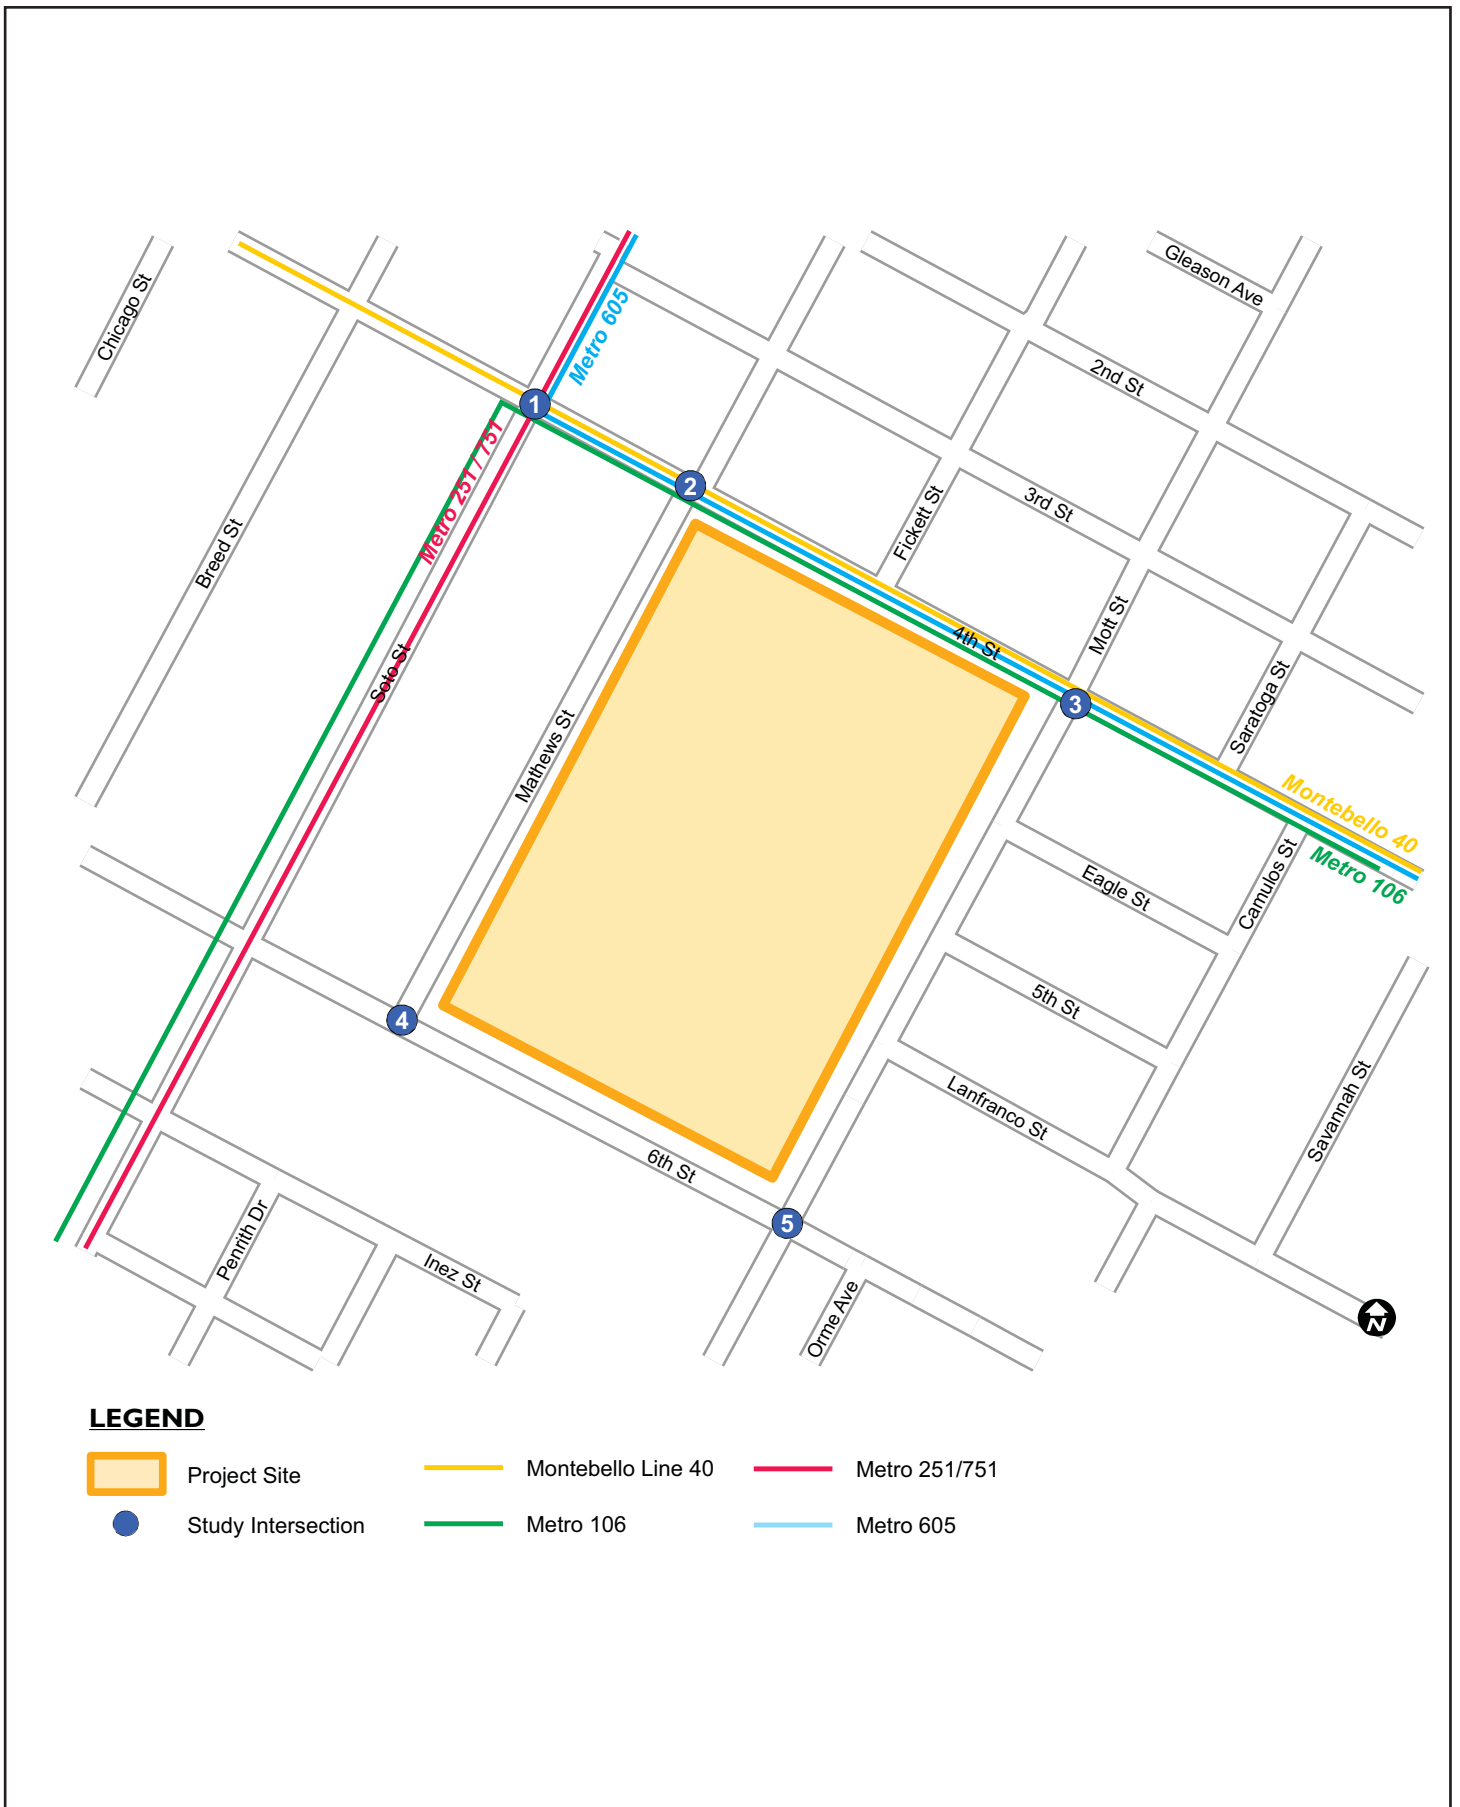 Gleason Ave
Chicago St
Metro 605
2nd St
1
Metro 251 / 751
2
3rd St
Fickett St
Breed St
4th St
Mott St
Soto St
3
Saratoga St
Mathews St
Montebello 40
Metro 106
Eagle St
Camulos St
5th St
4
Lanfranco St
Savannah St
6th St
5
Penrith Dr
Inez St
Orme Ave
N
LEGEND
Project Site
Montebello Line 40
Metro 251/751
Study Intersection
Metro 106
Metro 605